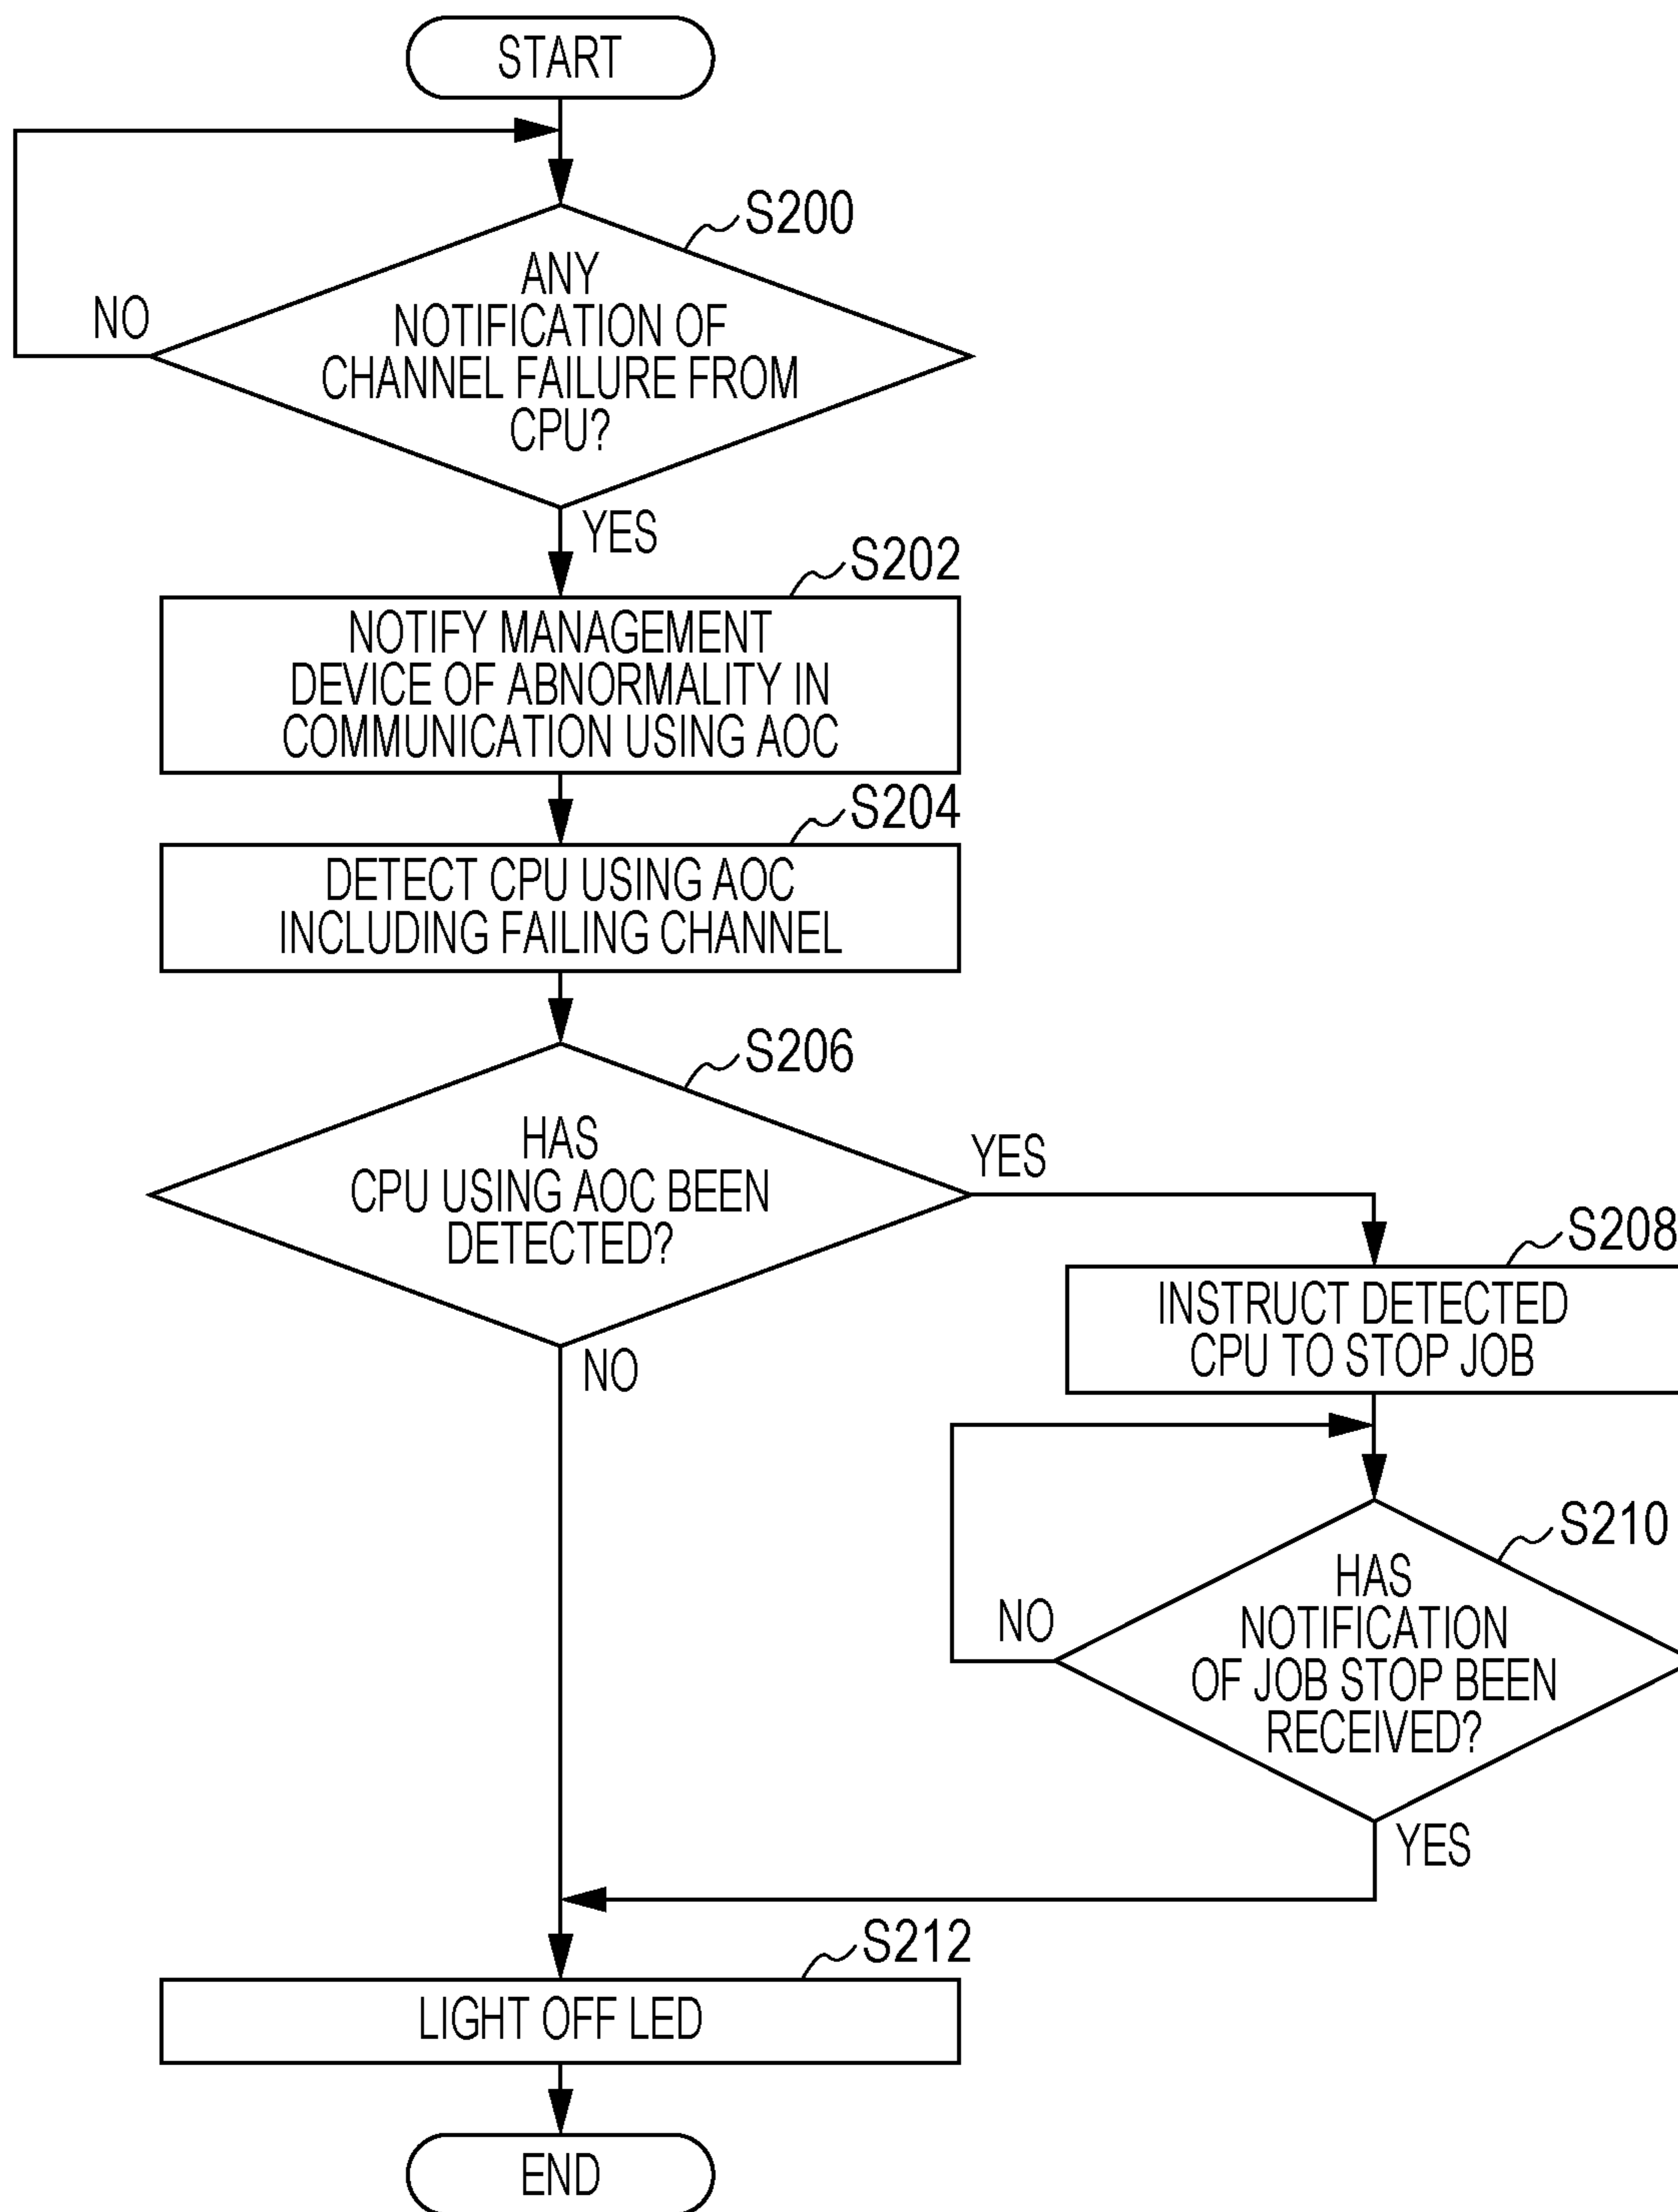 START
S200
ANY
NOTIFICATION OF
CHANNEL FAILURE FROM
CPU?
NO
YES
S202
NOTIFY MANAGEMENT
DEVICE OF ABNORMALITY IN
COMMUNICATION USING AOC
S204
DETECT CPU USING AOC
INCLUDING FAILING CHANNEL
S206
HAS
CPU USING AOC BEEN
DETECTED?
YES
NO
S208
INSTRUCT DETECTED
CPU TO STOP JOB
S210
HAS
NOTIFICATION
OF JOB STOP BEEN
RECEIVED?
NO
YES
S212
LIGHT OFF LED
END